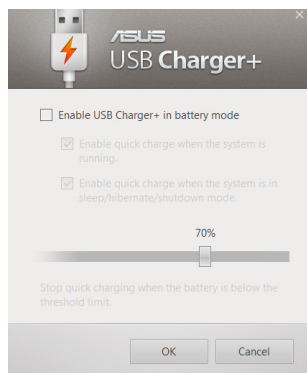 ASUS
USB Charger+
Enable USB Charger+ in battery mode
Enable quick charge when the system is
running.
Enable quick charge when the system is in
sleep/hibernate/shutdown mode.
70%
Stop quick charging when the battery is below the
threshold limit.
OK Cancel